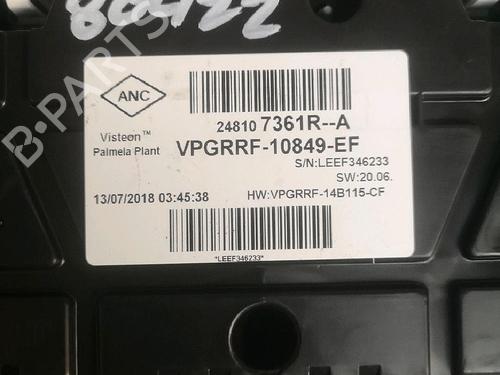 ANC
24810 7361R--A
Visteon™
Palmela Plant
VPGRRF-10849-EF
S/N:LEEF346233
SW:20.06.
13/07/2018 03:45:38
HW:VPGRRF-14B115-CF
*LEEF346233*
B-PARTS